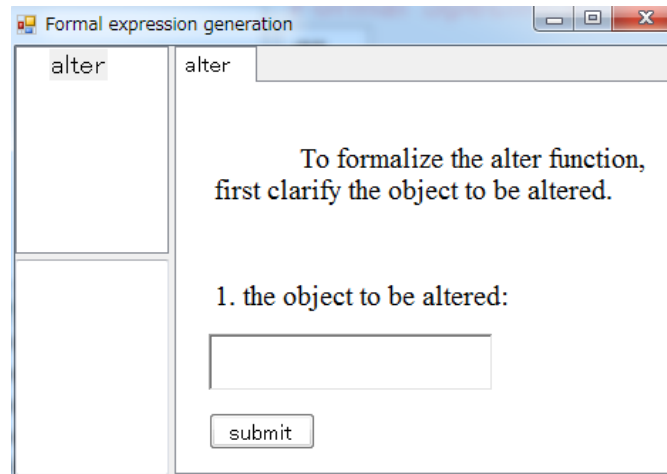 Formal expression generation
alter
alter
To formalize the alter function,
first clarify the object to be altered.
1. the object to be altered:
submit